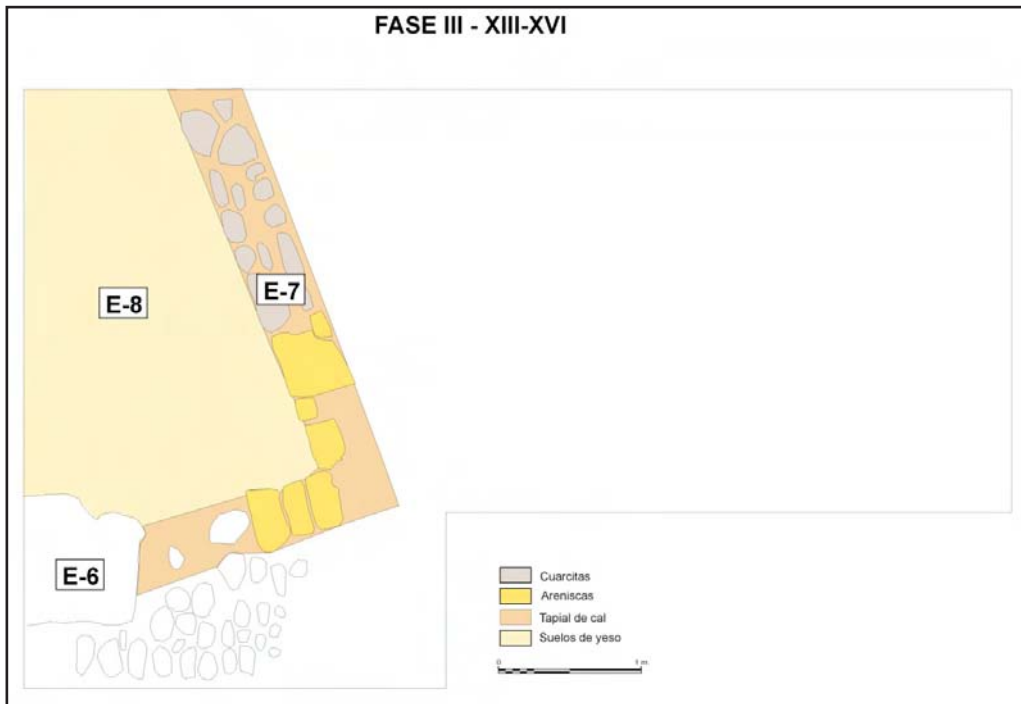 FASE III - XIII-XVI
E-7
E-8
E-6
Cuarcitas
Areniscas
Tapial de cal
Suelos de yeso
0 1 m.